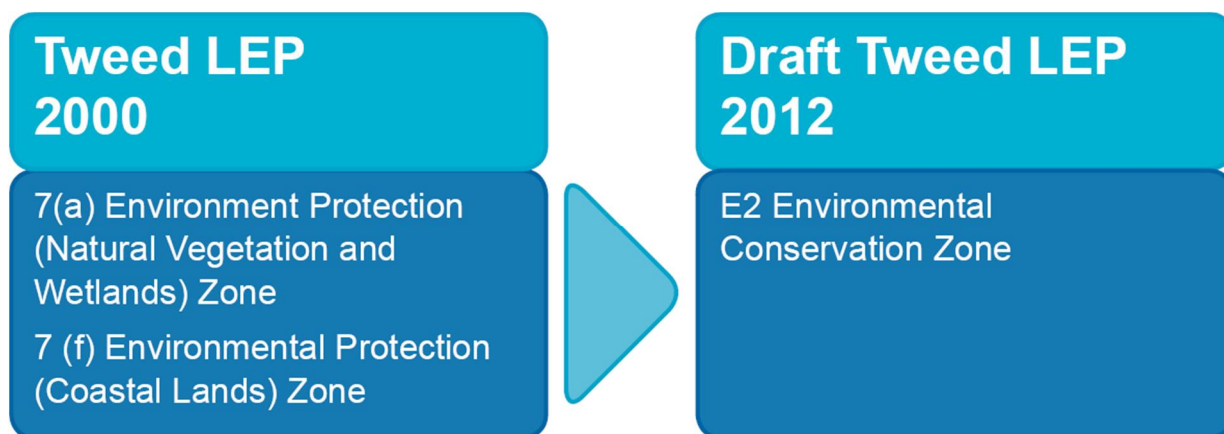 Tweed LEP
2000
7(a) Environment Protection
(Natural Vegetation and
Wetlands) Zone
7 (f) Environmental Protection
(Coastal Lands) Zone
Draft Tweed LEP
2012
E2 Environmental
Conservation Zone